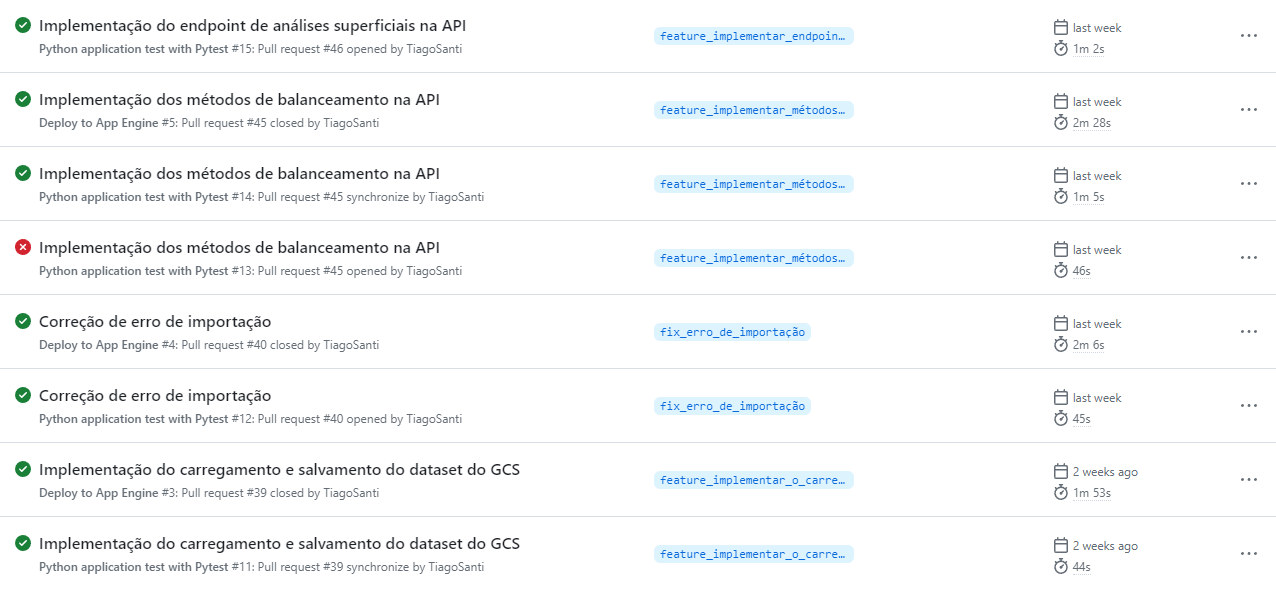 Implementação do endpoint de análises superficiais na API
Python application test with Pytest #15: Pull request #46 opened by TiagoSanti
feature_implementar_endpoin…
last week
1m 2s
Implementação dos métodos de balanceamento na API
Deploy to App Engine #5: Pull request #45 closed by TiagoSanti
feature_implementar_métodos…
last week
2m 28s
Implementação dos métodos de balanceamento na API
Python application test with Pytest #14: Pull request #45 synchronize by TiagoSanti
feature_implementar_métodos…
last week
1m 5s
Implementação dos métodos de balanceamento na API
Python application test with Pytest #13: Pull request #45 opened by TiagoSanti
feature_implementar_métodos…
last week
46s
Correção de erro de importação
Deploy to App Engine #4: Pull request #40 closed by TiagoSanti
fix_erro_de_importação
last week
2m 6s
Correção de erro de importação
Python application test with Pytest #12: Pull request #40 opened by TiagoSanti
fix_erro_de_importação
last week
45s
Implementação do carregamento e salvamento do dataset do GCS
Deploy to App Engine #3: Pull request #39 closed by TiagoSanti
feature_implementar_o_carre…
2 weeks ago
1m 53s
Implementação do carregamento e salvamento do dataset do GCS
Python application test with Pytest #11: Pull request #39 synchronize by TiagoSanti
feature_implementar_o_carre…
2 weeks ago
44s